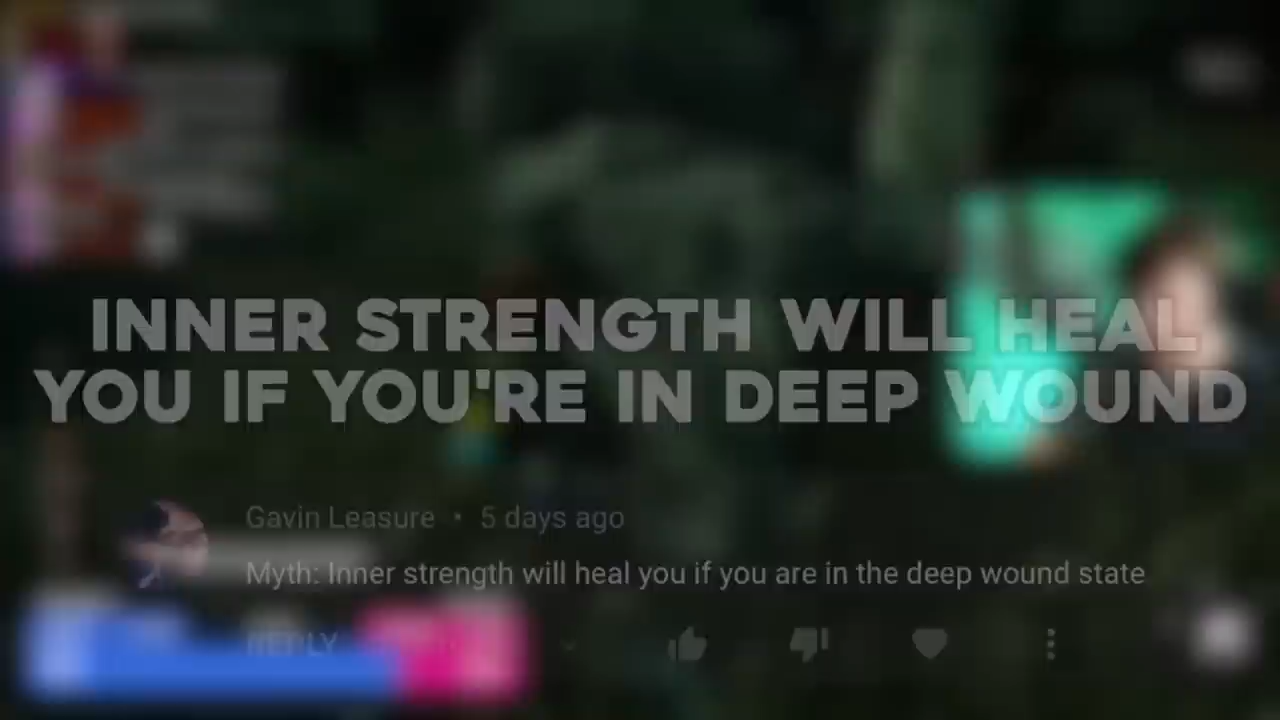 INNER STRENGTH WILL HEAL
YOU IF YOU'RE IN DEEP WOUND
Gavin Leasure • 5 days ago
Myth: Inner strength will heal you if you are in the deep wound state
REPLY